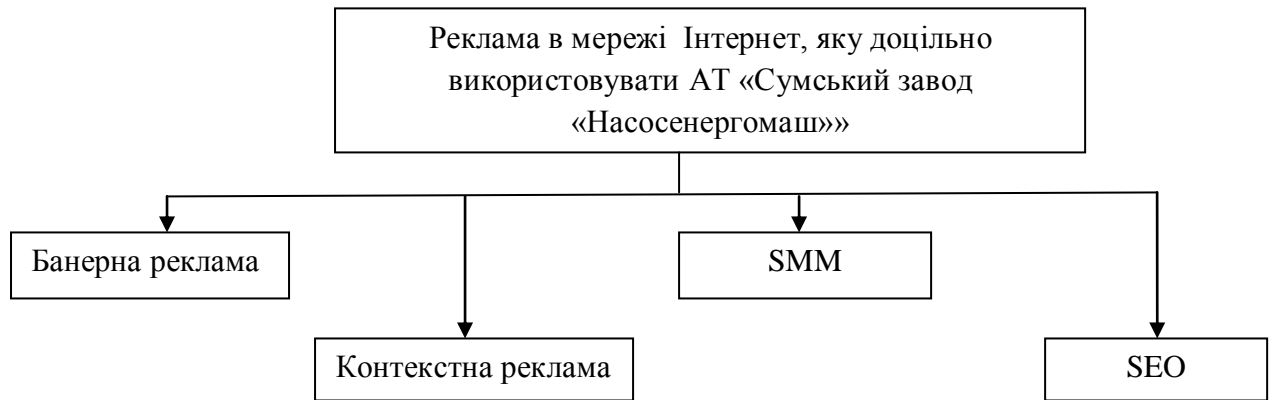 Реклама в мережі Інтернет, яку доцільно
використовувати АТ «Сумський завод
«Насосенергомаш»»
Банерна реклама
SMM
Контекстна реклама
SEO